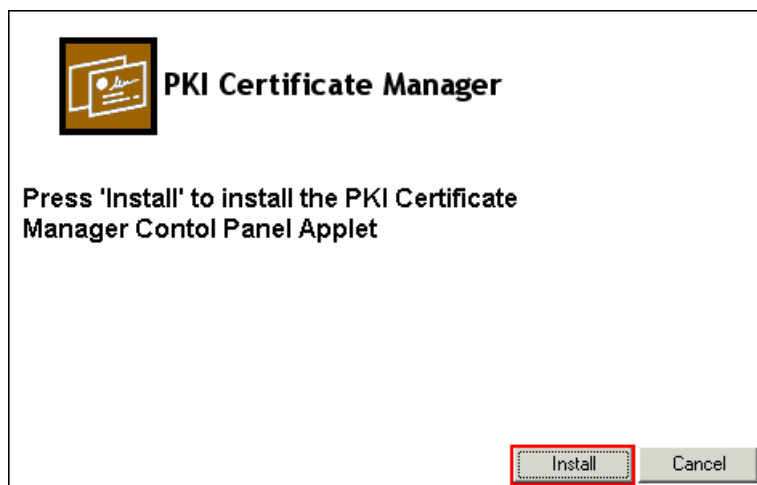 PKI Certificate Manager
Press 'Install' to install the PKI Certificate
Manager Contol Panel Applet
Install
Cancel